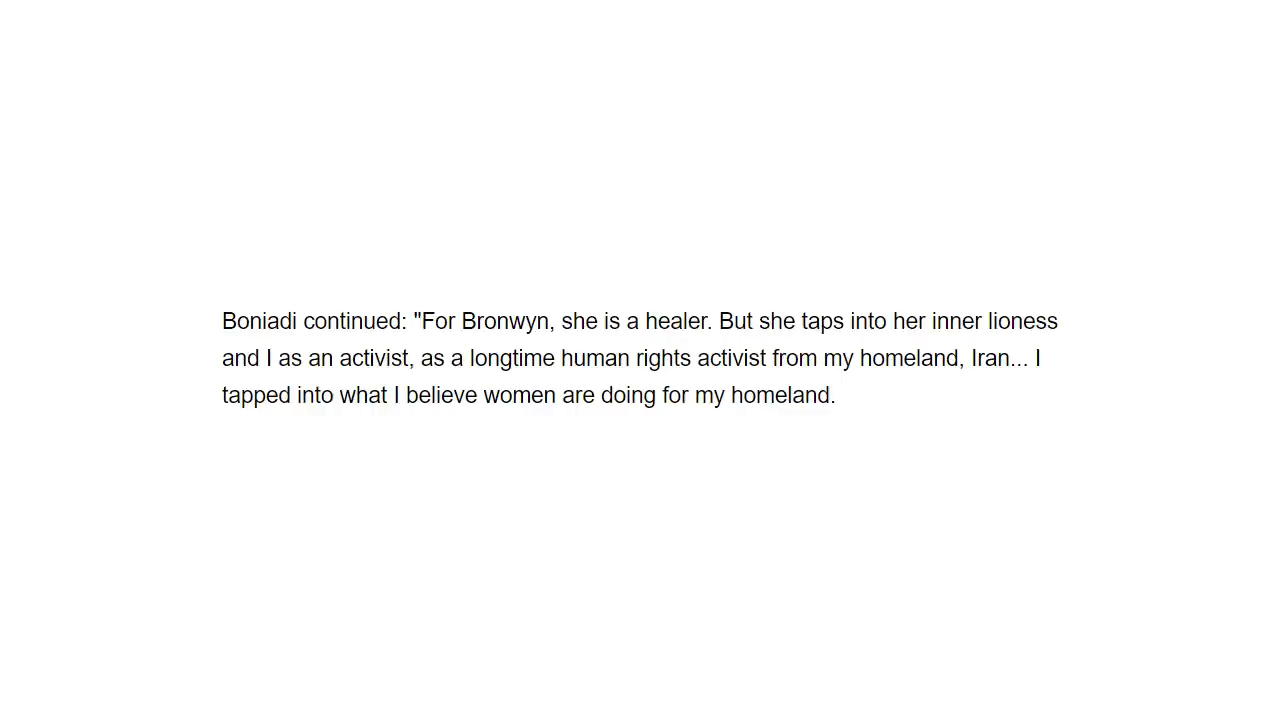 Boniadi continued: "For Bronwyn, she is a healer. But she taps into her inner lioness
and I as an activist, as a longtime human rights activist from my homeland, Iran... I
tapped into what I believe women are doing for my homeland.